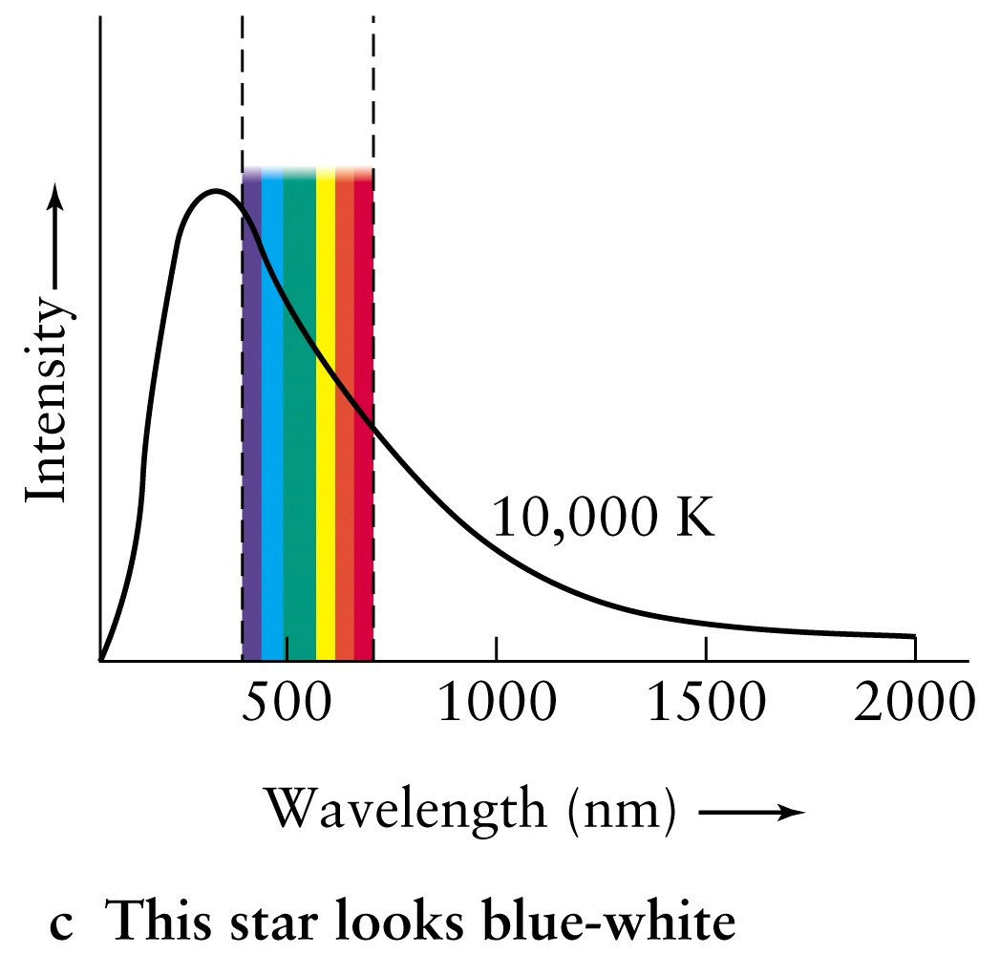 Intensity
10,000 K
500 1000 1500 2000
Wavelength (nm)
c This star looks blue-white